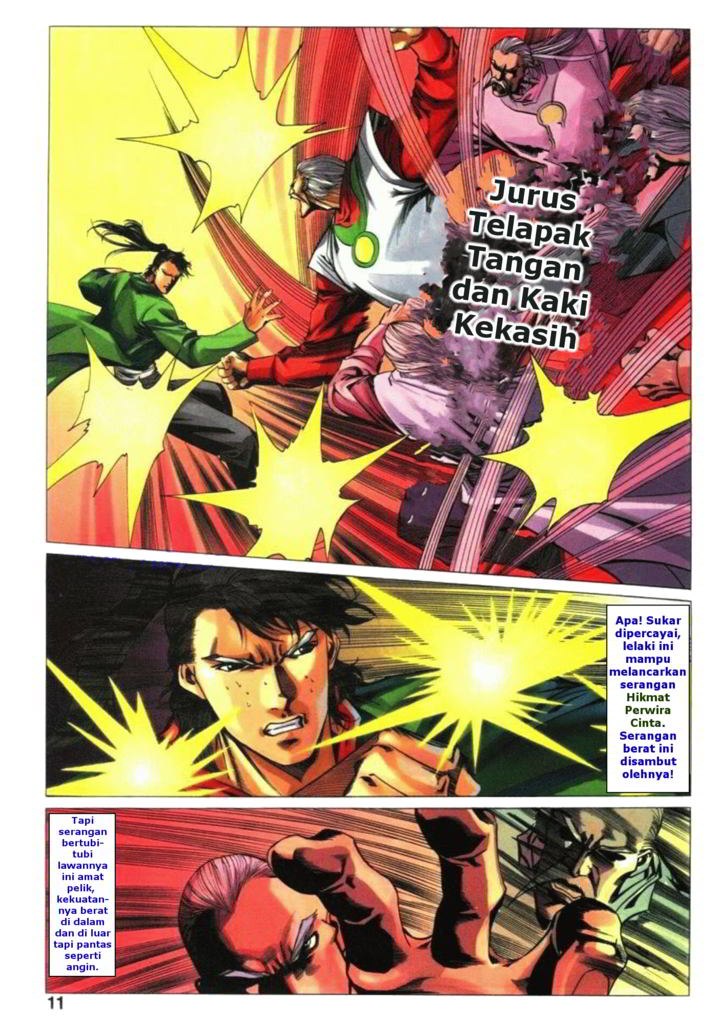 Jurus
Telapak
Tangan
dan Kaki
Kekasih
Apa! Sukar
dipercayai,
lelaki ini
mampu
melancarkan
serangan
Hikmat
Perwira
Cinta.
Serangan
berat ini
disambut
olehnya!
Tapi
serangan
bertubi-
tubi
lawannya
ini amat
pelik,
kekuatan-
nya berat
di dalam
dan di luar
tapi pantas
seperti
angin.
11